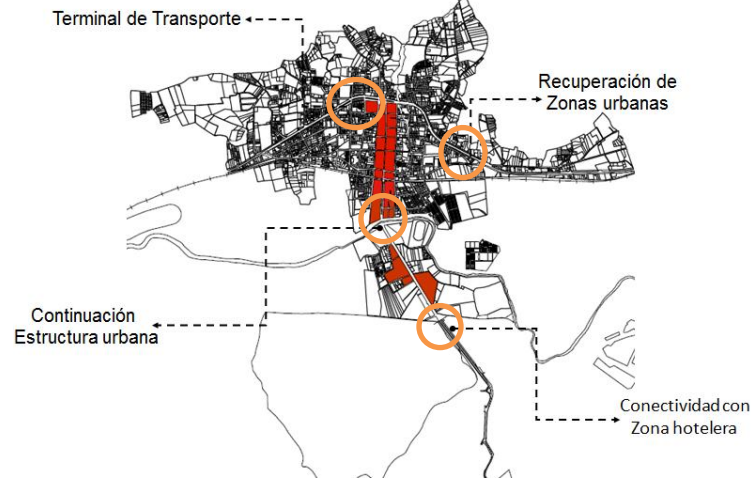 Terminal de Transporte
Recuperación de
Zonas urbanas
Continuación
Estructura urbana
Conectividad con
Zona hotelera